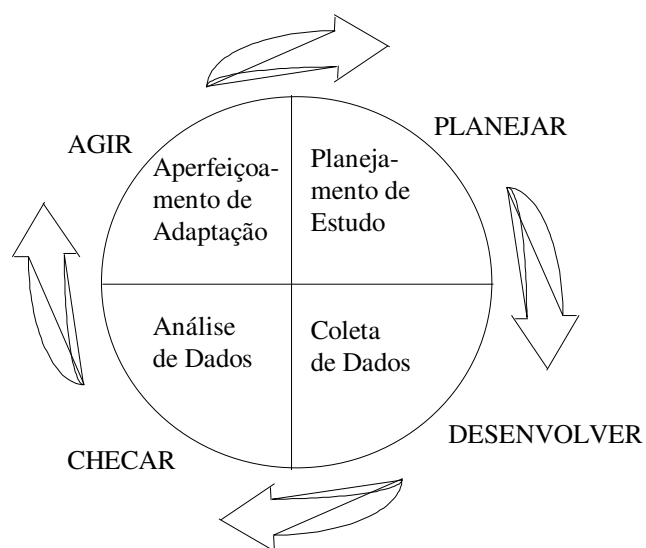 AGIR
PLANEJAR
Aperfeiçoa-
mento de
Adaptação
Planeja-
mento de
Estudo
Análise
de Dados
Coleta
de Dados
CHECAR
DESENVOLVER